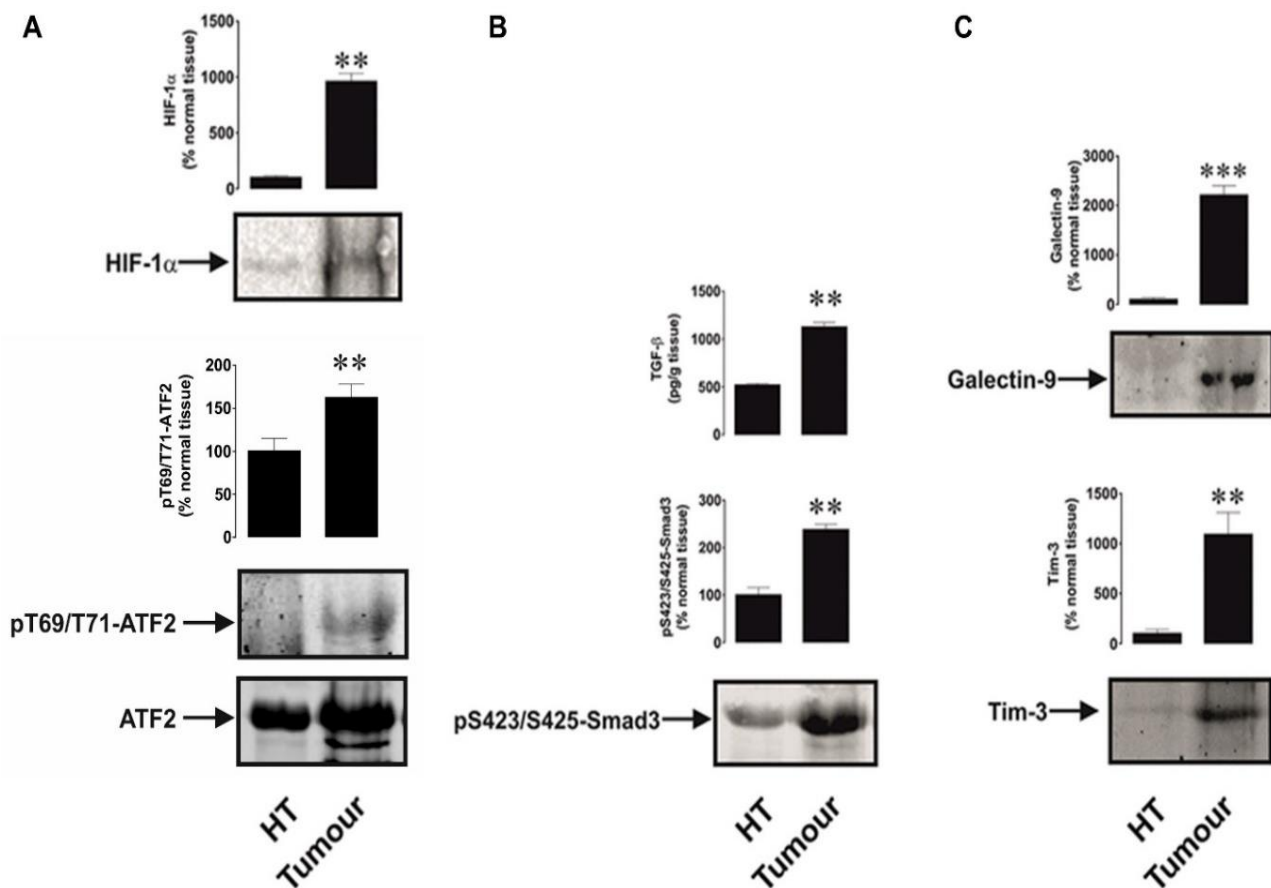 A
1500
1000
500
0
HIF-1α
(% normal tissue)
**
HIF-1α
200
150
100
50
0
pT69/T71-ATF2
(% normal tissue)
**
pT69/T71-ATF2
ATF2
HT
Tumour
B
1500
1000
500
0
TGF-β
(pg/g tissue)
**
300
200
100
0
pS423/S425-Smad3
(% normal tissue)
**
pS423/S425-Smad3
HT
Tumour
C
3000
2000
1000
0
Galectin-9
(% normal tissue)
***
Galectin-9
1500
1000
500
0
Tim-3
(% normal tissue)
**
Tim-3
HT
Tumour